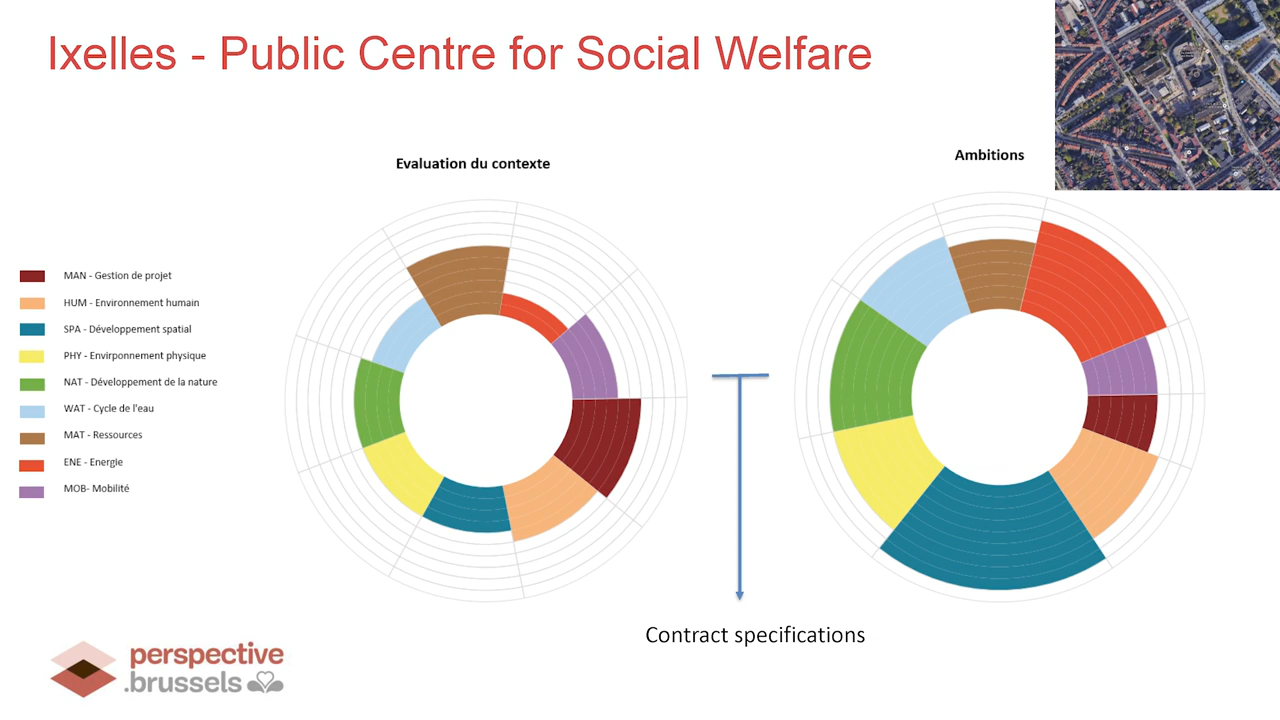 Ixelles - Public Centre for Social Welfare
Evaluation du contexte
Ambitions
MAN - Gestion de projet
HUM - Environnement humain
SPA - Développement spatial
PHY - Envirponnement physique
NAT - Développement de la nature
WAT - Cycle de l'eau
MAT - Ressources
ENE - Energie
MOB- Mobilité
Contract specifications
perspective
.brussels